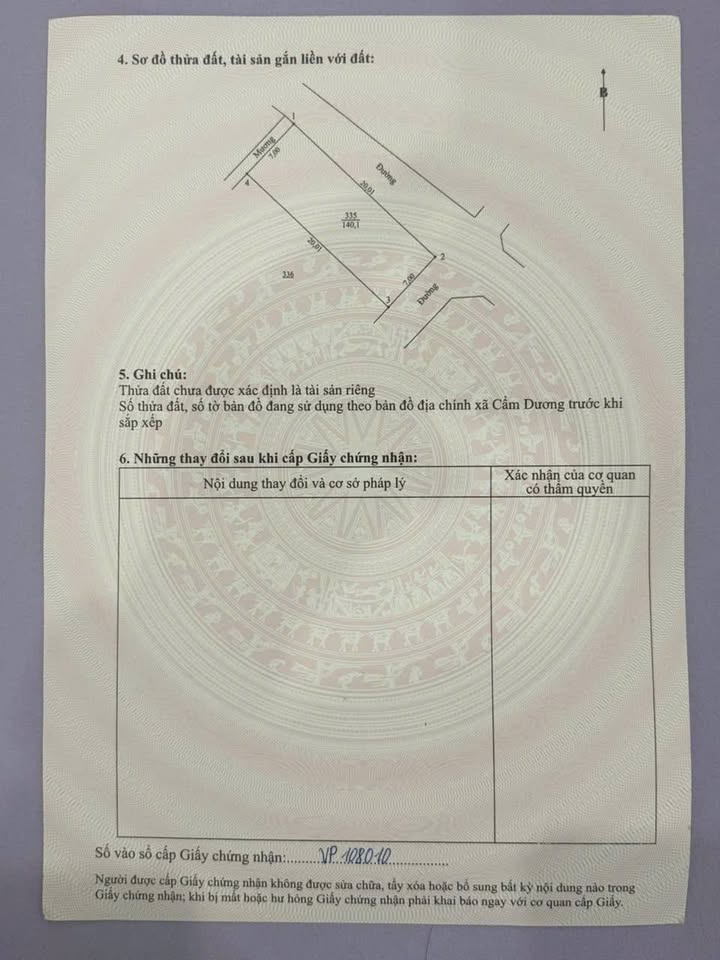 4. Sơ đồ thửa đất, tài sản gắn liền với đất:
B
1
Mương
7,00
Đường
4
20,01
335
140,1
20,01
2
336
7,00
3
Đường
5. Ghi chú:
Thửa đất chưa được xác định là tài sản riêng
Số thửa đất, số tờ bản đồ đang sử dụng theo bản đồ địa chính xã Cẩm Dương trước khi
sắp xếp
6. Những thay đổi sau khi cấp Giấy chứng nhận:
Nội dung thay đổi và cơ sở pháp lý
Xác nhận của cơ quan
có thẩm quyền
Số vào sổ cấp Giấy chứng nhận:........VP.108010................
Người được cấp Giấy chứng nhận không được sửa chữa, tẩy xóa hoặc bổ sung bất kỳ nội dung nào trong
Giấy chứng nhận; khi bị mất hoặc hư hỏng Giấy chứng nhận phải khai báo ngay với cơ quan cấp Giấy.